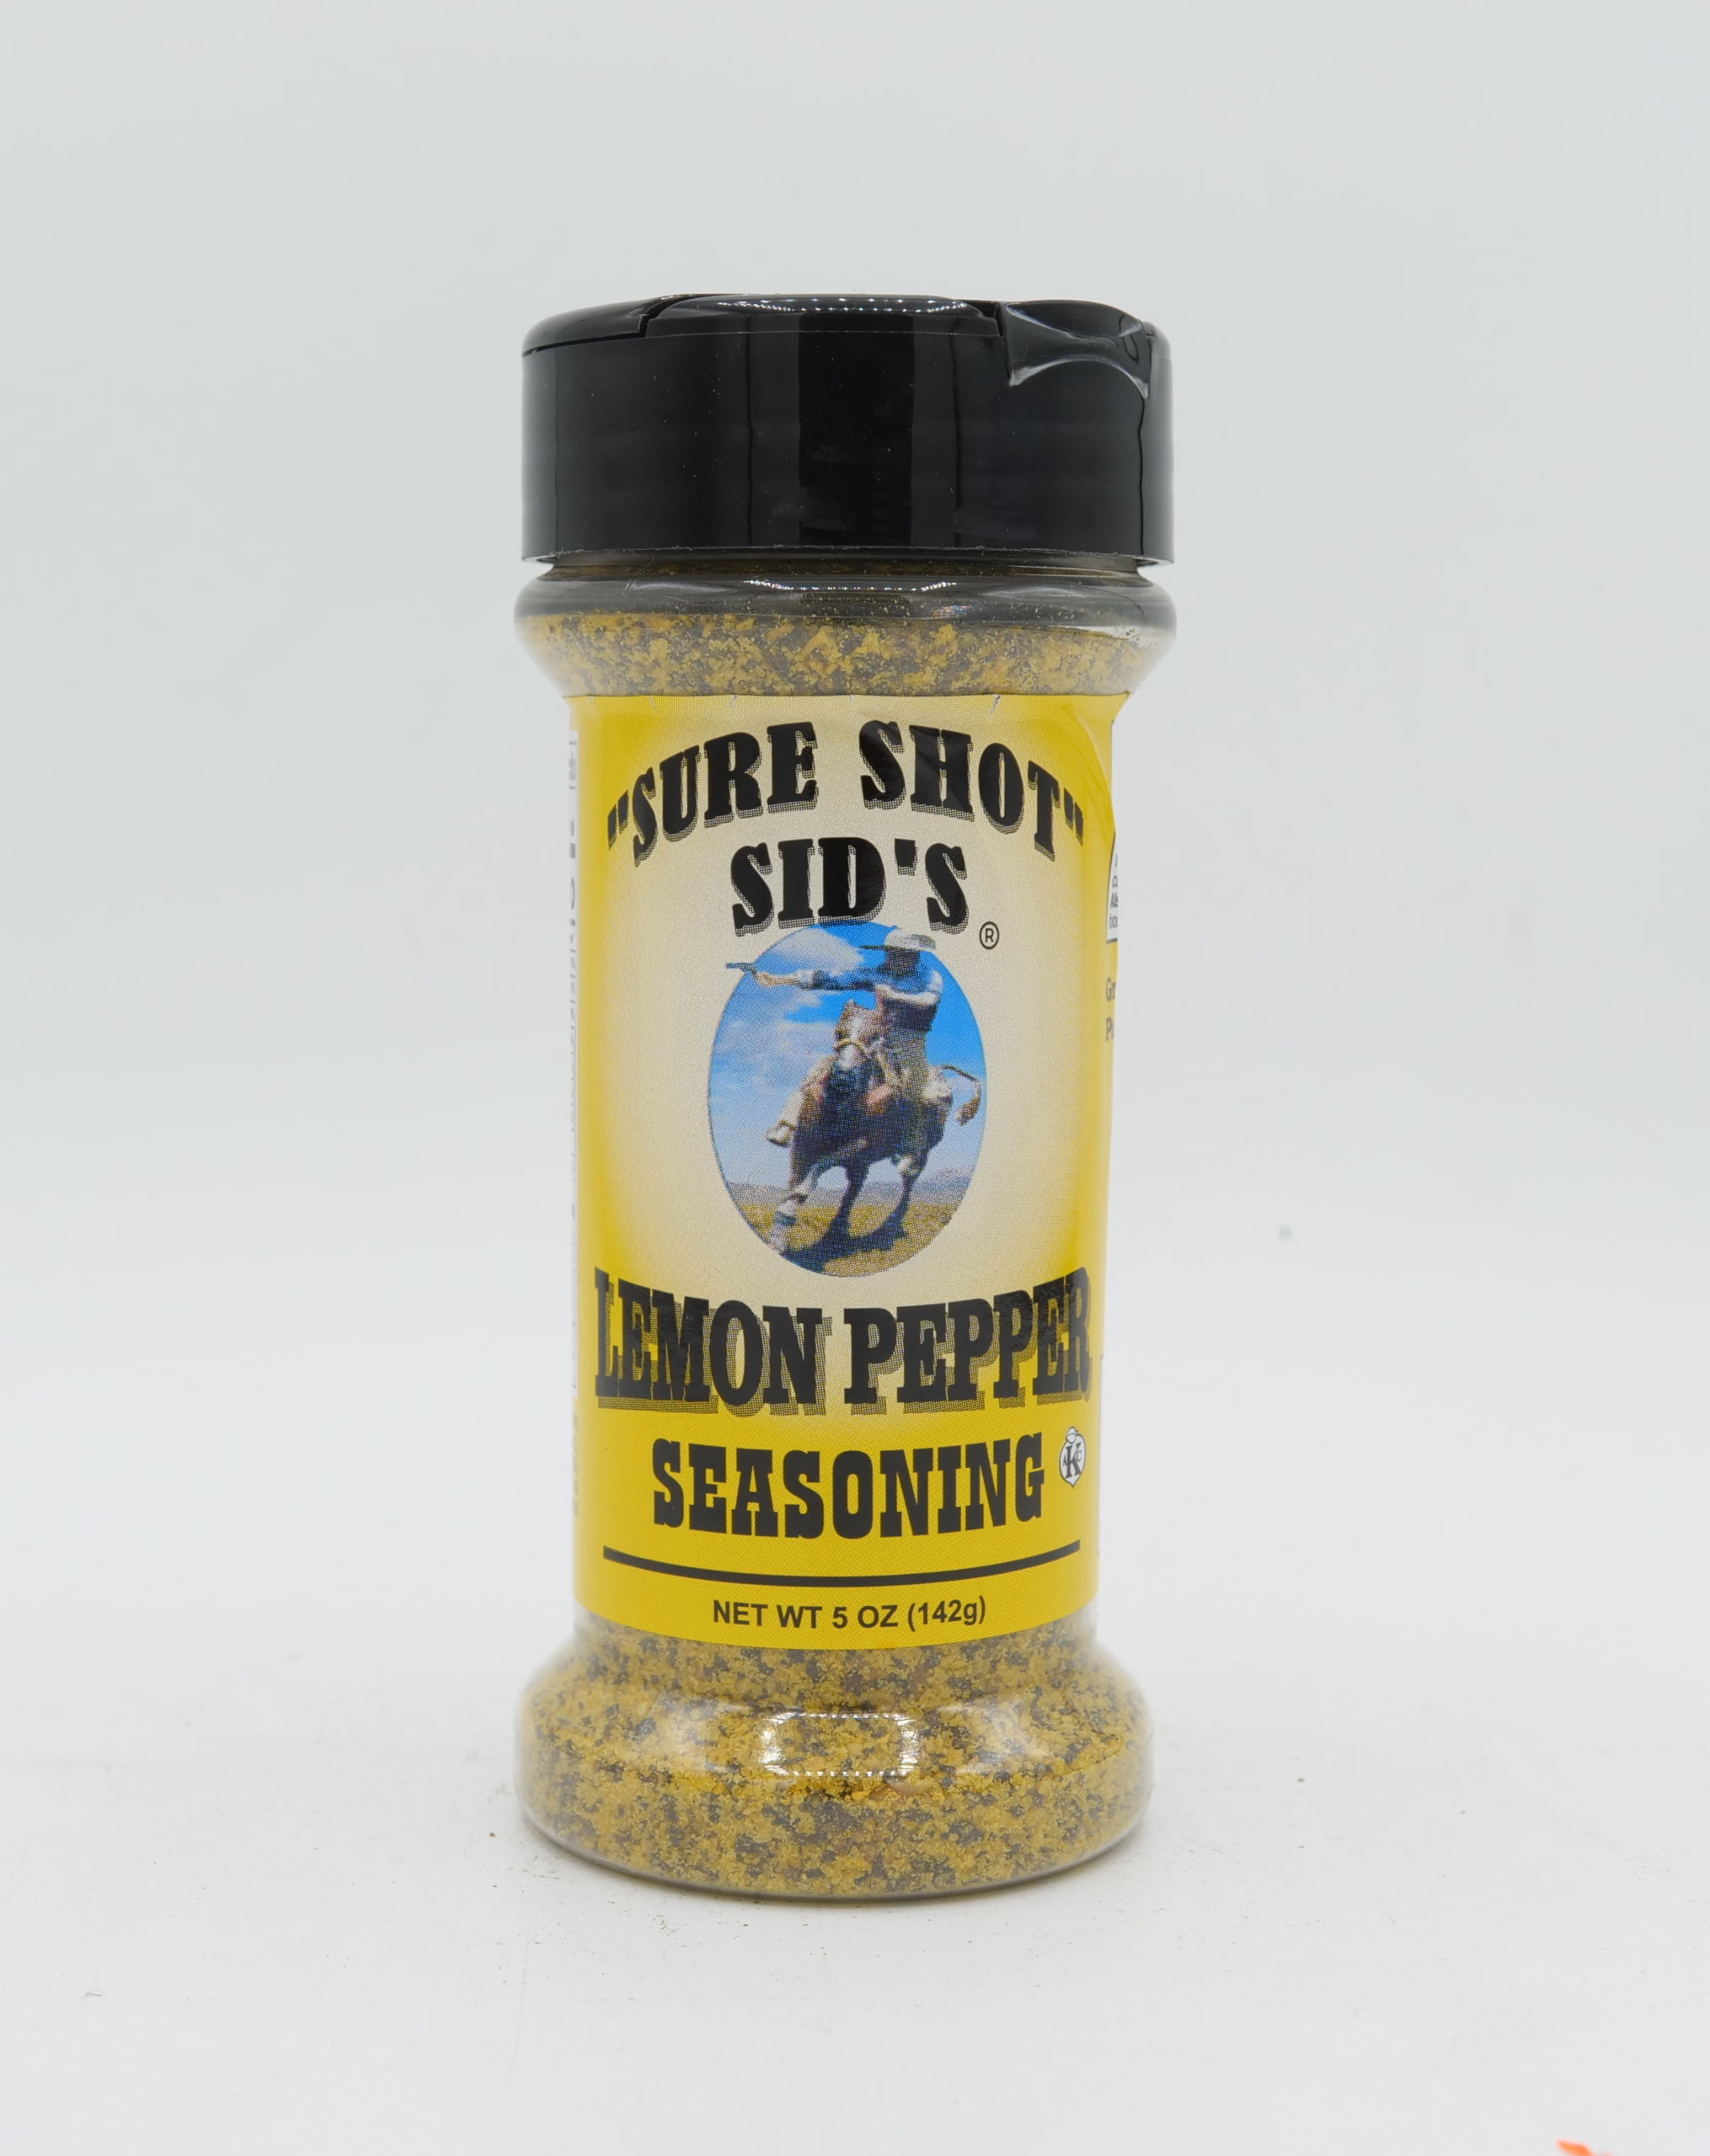 "SURE SHOT"
SID'S
®
LEMON PEPPER
SEASONING
K
NET WT 5 OZ (142g)